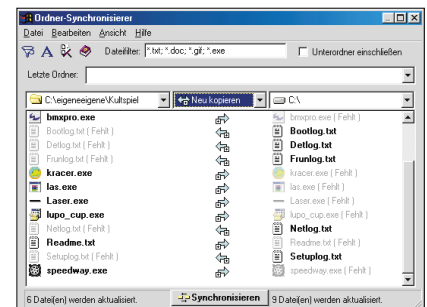 Ordner-Synchronisierer
Datei Bearbeiten Ansicht Hilfe
Dateifilter: *.txt; *.doc; *.gif; *.exe Unterordner einschließen
Letzte Ordner:
C:\eigeneeigene\Kultspiel Neu kopieren C:\
bmxpro.exe bmxpro.exe ( Fehlt )
Bootlog.txt ( Fehlt ) Bootlog.txt
Detlog.txt ( Fehlt ) Detlog.txt
Frunlog.txt ( Fehlt ) Frunlog.txt
kracer.exe kracer.exe ( Fehlt )
las.exe las.exe ( Fehlt )
Laser.exe Laser.exe ( Fehlt )
lupo_cup.exe lupo_cup.exe ( Fehlt )
Netlog.txt ( Fehlt ) Netlog.txt
Readme.txt Readme.txt ( Fehlt )
Setuplog.txt ( Fehlt ) Setuplog.txt
speedway.exe speedway.exe ( Fehlt )
6 Datei(en) werden aktualisiert. Synchronisieren 9 Datei(en) werden aktualisiert.